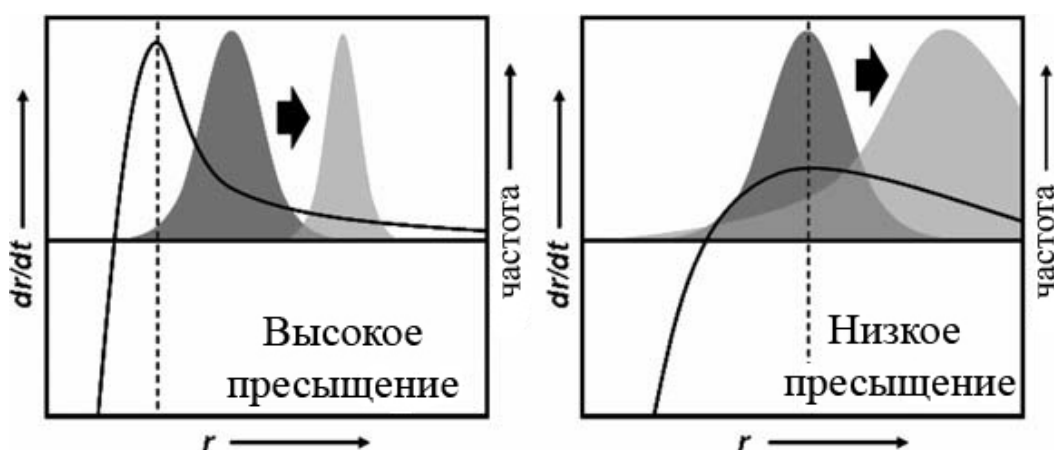 dr/dt
Высокое
пресыщение
r
частота
dr/dt
Низкое
пресыщение
r
частота